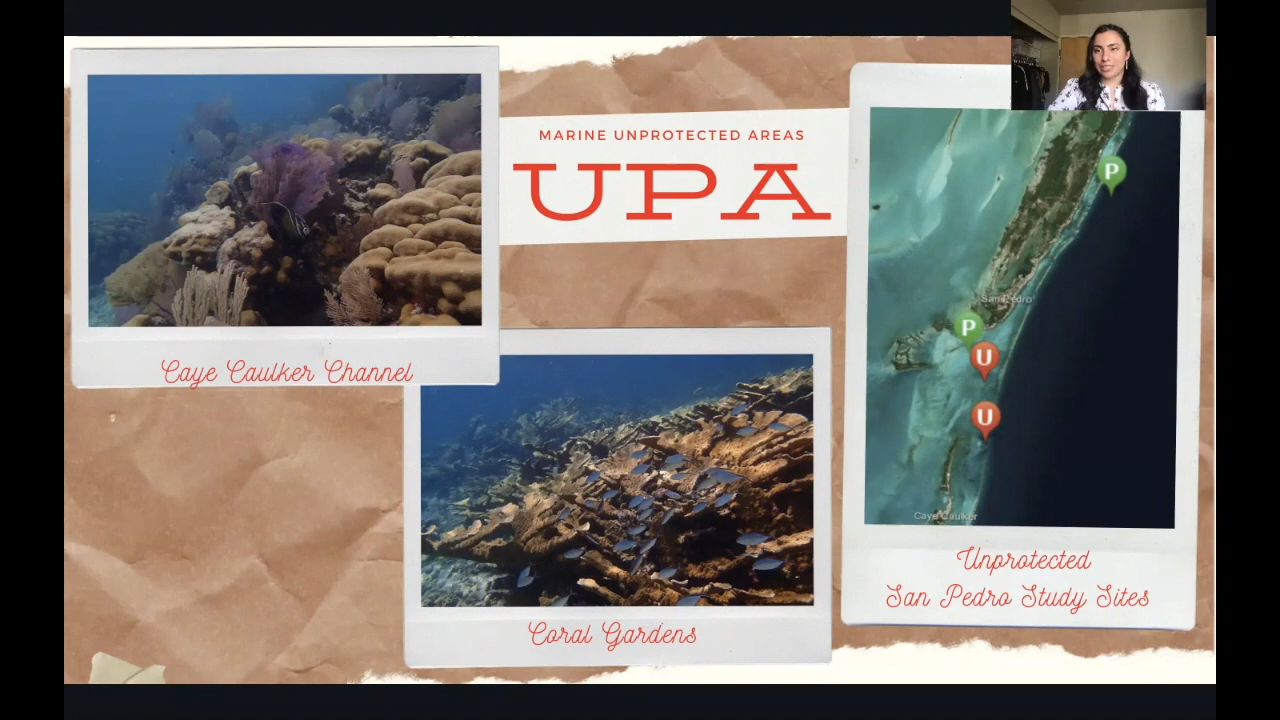 MARINE UNPROTECTED AREAS
UPA
Caye Caulker Channel
Coral Gardens
P
San Pedro
P
U
U
Caye Caulker
Unprotected
San Pedro Study Sites